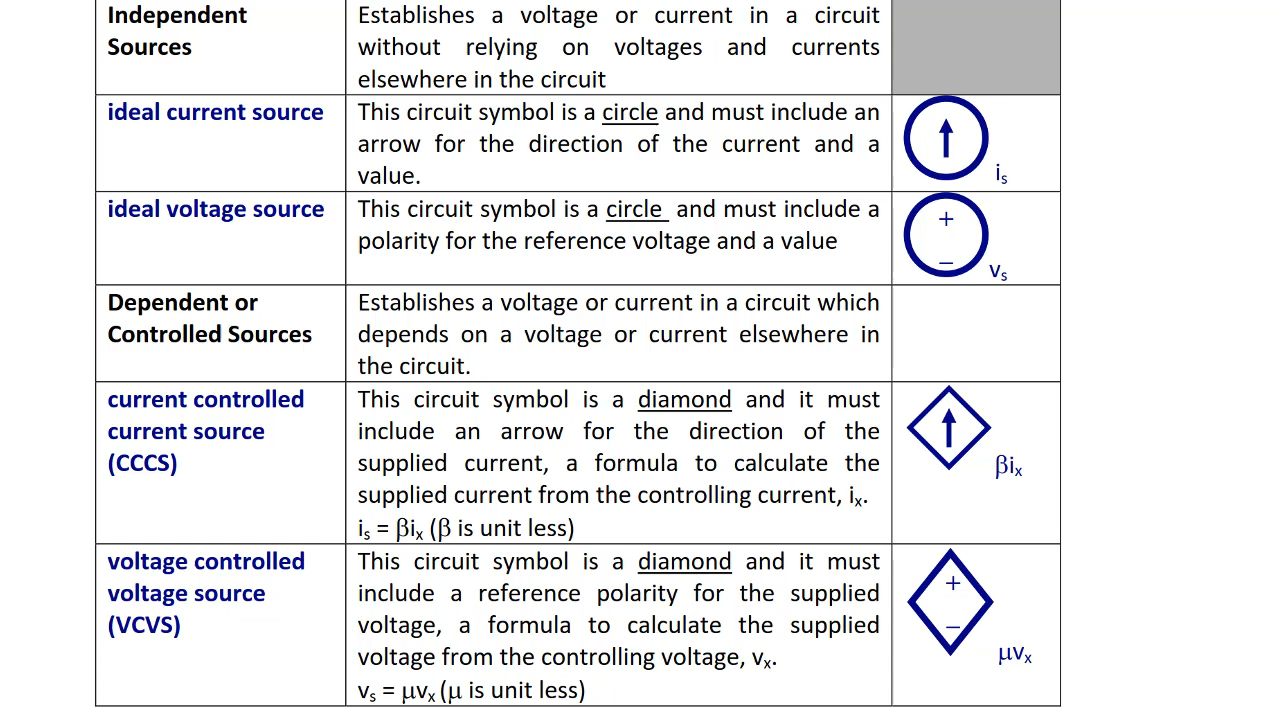 Independent
Sources
Establishes a voltage or current in a circuit
without relying on voltages and currents
elsewhere in the circuit
ideal current source
This circuit symbol is a circle and must include an
arrow for the direction of the current and a
value.
is
ideal voltage source
This circuit symbol is a circle and must include a
polarity for the reference voltage and a value
+
–
vs
Dependent or
Controlled Sources
Establishes a voltage or current in a circuit which
depends on a voltage or current elsewhere in
the circuit.
current controlled
current source
(CCCS)
This circuit symbol is a diamond and it must
include an arrow for the direction of the
supplied current, a formula to calculate the
supplied current from the controlling current, ix.
is = βix (β is unit less)
βix
voltage controlled
voltage source
(VCVS)
This circuit symbol is a diamond and it must
include a reference polarity for the supplied
voltage, a formula to calculate the supplied
voltage from the controlling voltage, vx.
vs = μvx (μ is unit less)
+
–
μvx